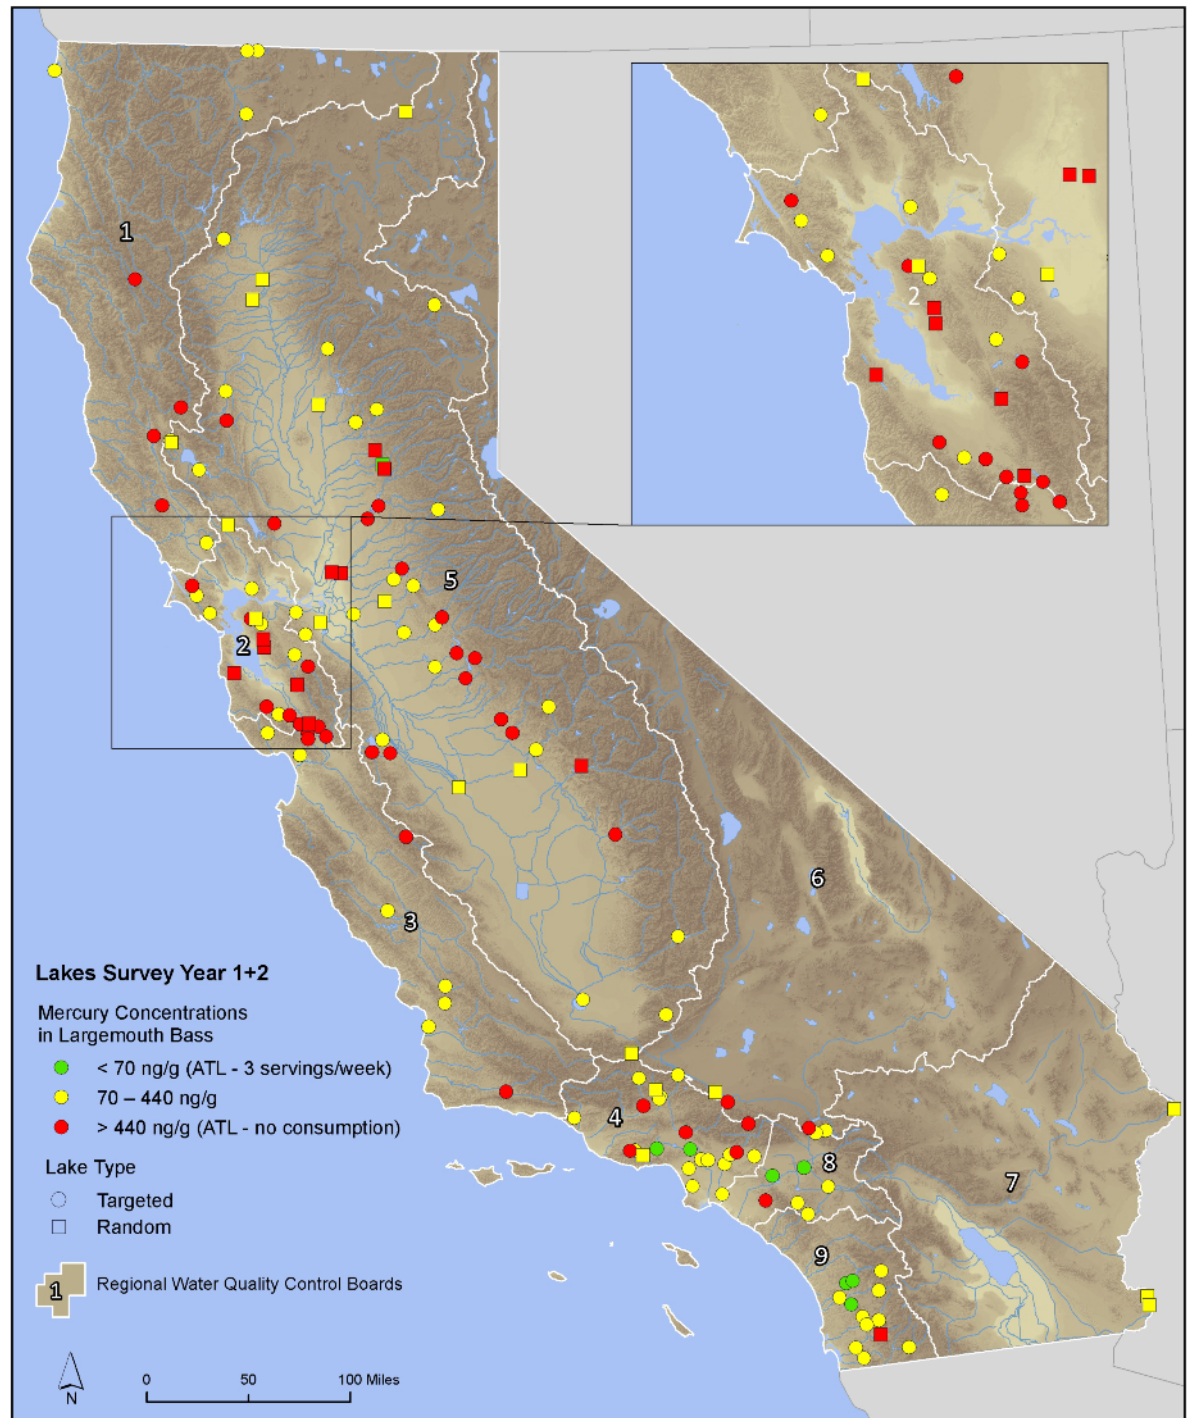 1
2
2
5
6
3
4
8
7
9
Lakes Survey Year 1+2
Mercury Concentrations
in Largemouth Bass
< 70 ng/g (ATL - 3 servings/week)
70 – 440 ng/g
> 440 ng/g (ATL - no consumption)
Lake Type
Targeted
Random
1
Regional Water Quality Control Boards
N
0
50
100 Miles